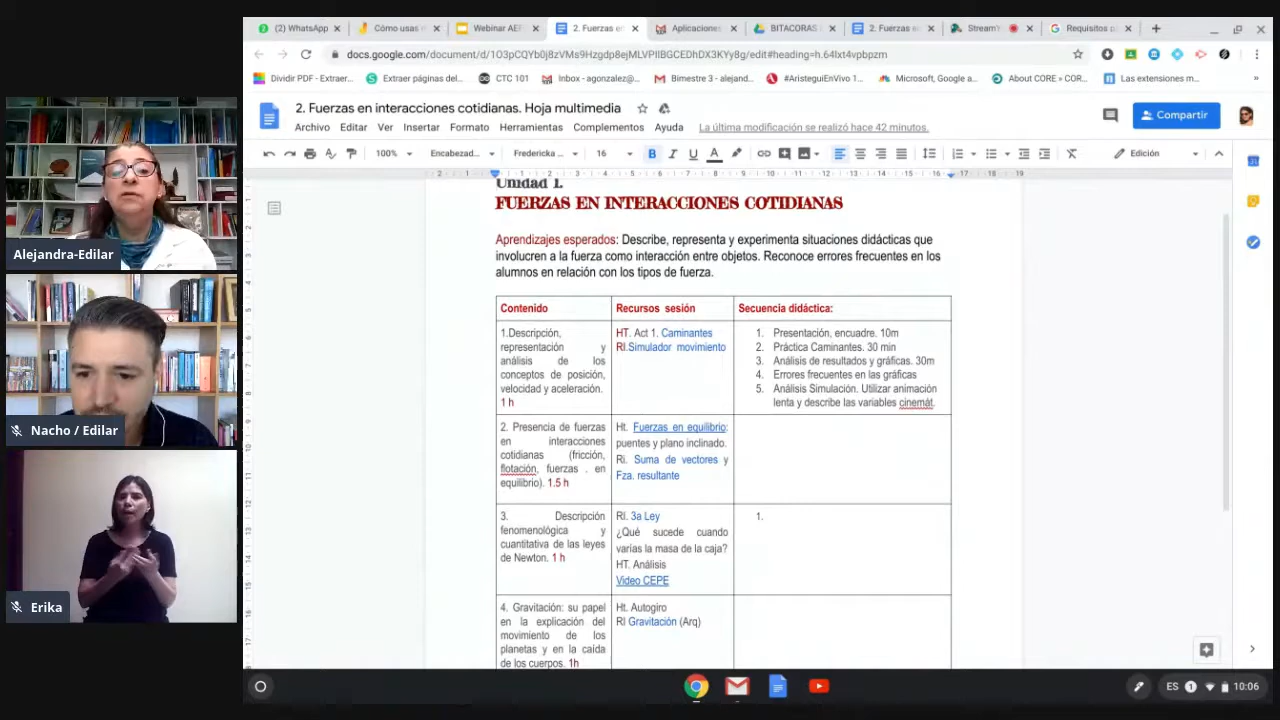 (2) WhatsApp
Cómo usas
Webinar AEF
2. Fuerzas en
Aplicaciones
BITACORAS
2. Fuerzas en
StreamY
Requisitos
docs.google.com/document/d/1O3pCQYb0j8zVMs9Hzgdp8ejMLVPIlBGCEDhDX3KYy8g/edit#heading=h.64lxt4vpbpzm
Dividir PDF - Extraer...
Extraer páginas del...
CTC 101
Inbox - agonzalez@...
Bimestre 3 - alejand...
#AristeguiEnVivo 1...
Microsoft, Google a...
About CORE » COR...
Las extensiones m...
2. Fuerzas en interacciones cotidianas. Hoja multimedia
Archivo Editar Ver Insertar Formato Herramientas Complementos Ayuda
La última modificación se realizó hace 42 minutos.
Compartir
100% Encabezad... Fredericka ... 16 Edición
Unidad 1.
FUERZAS EN INTERACCIONES COTIDIANAS
Aprendizajes esperados: Describe, representa y experimenta situaciones didácticas que
involucren a la fuerza como interacción entre objetos. Reconoce errores frecuentes en los
alumnos en relación con los tipos de fuerza.
Contenido
Recursos sesión
Secuencia didáctica:
1.Descripción,
representación y
análisis de los
conceptos de posición,
velocidad y aceleración.
1 h
HT. Act 1. Caminantes
RI.Simulador movimiento
1. Presentación, encuadre. 10m
2. Práctica Caminantes. 30 min
3. Análisis de resultados y gráficas. 30m
4. Errores frecuentes en las gráficas
5. Análisis Simulación. Utilizar animación
lenta y describe las variables cinemát.
2. Presencia de fuerzas
en interacciones
cotidianas (fricción,
flotación, fuerzas . en
equilibrio). 1.5 h
Ht. Fuerzas en equilibrio:
puentes y plano inclinado.
Ri. Suma de vectores y
Fza. resultante
3. Descripción
fenomenológica y
cuantitativa de las leyes
de Newton. 1 h
RI. 3a Ley
¿Qué sucede cuando
varías la masa de la caja?
HT. Análisis
Video CEPE
1.
4. Gravitación: su papel
en la explicación del
movimiento de los
planetas y en la caída
de los cuerpos. 1h
Ht. Autogiro
RI Gravitación (Arq)
Alejandra-Edilar
Nacho / Edilar
Erika
ES 1 10:06